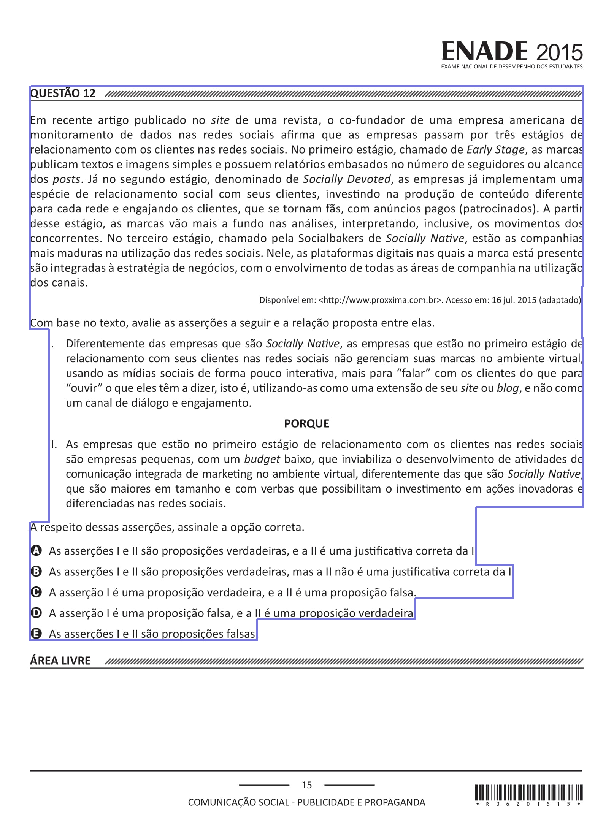 ENADE 2015
EXAME NACIONAL DE DESEMPENHO DOS ESTUDANTES
QUESTÃO 12
Em recente artigo publicado no site de uma revista, o co-fundador de uma empresa americana de
monitoramento de dados nas redes sociais afirma que as empresas passam por três estágios de
relacionamento com os clientes nas redes sociais. No primeiro estágio, chamado de Early Stage, as marcas
publicam textos e imagens simples e possuem relatórios embasados no número de seguidores ou alcance
dos posts. Já no segundo estágio, denominado de Socially Devoted, as empresas já implementam uma
espécie de relacionamento social com seus clientes, investindo na produção de conteúdo diferente
para cada rede e engajando os clientes, que se tornam fãs, com anúncios pagos (patrocinados). A partir
desse estágio, as marcas vão mais a fundo nas análises, interpretando, inclusive, os movimentos dos
concorrentes. No terceiro estágio, chamado pela Socialbakers de Socially Native, estão as companhias
mais maduras na utilização das redes sociais. Nele, as plataformas digitais nas quais a marca está presente
são integradas à estratégia de negócios, com o envolvimento de todas as áreas de companhia na utilização
dos canais.
Disponível em: <http://www.proxxima.com.br>. Acesso em: 16 jul. 2015 (adaptado)
Com base no texto, avalie as asserções a seguir e a relação proposta entre elas.
. Diferentemente das empresas que são Socially Native, as empresas que estão no primeiro estágio de
relacionamento com seus clientes nas redes sociais não gerenciam suas marcas no ambiente virtual,
usando as mídias sociais de forma pouco interativa, mais para “falar” com os clientes do que para
“ouvir” o que eles têm a dizer, isto é, utilizando-as como uma extensão de seu site ou blog, e não como
um canal de diálogo e engajamento.
PORQUE
I. As empresas que estão no primeiro estágio de relacionamento com os clientes nas redes sociais
são empresas pequenas, com um budget baixo, que inviabiliza o desenvolvimento de atividades de
comunicação integrada de marketing no ambiente virtual, diferentemente das que são Socially Native,
que são maiores em tamanho e com verbas que possibilitam o investimento em ações inovadoras e
diferenciadas nas redes sociais.
A respeito dessas asserções, assinale a opção correta.
A As asserções I e II são proposições verdadeiras, e a II é uma justificativa correta da I
B As asserções I e II são proposições verdadeiras, mas a II não é uma justificativa correta da I
C A asserção I é uma proposição verdadeira, e a II é uma proposição falsa.
D A asserção I é uma proposição falsa, e a II é uma proposição verdadeira
E As asserções I e II são proposições falsas
ÁREA LIVRE
15
COMUNICAÇÃO SOCIAL - PUBLICIDADE E PROPAGANDA
*R3620151 5*